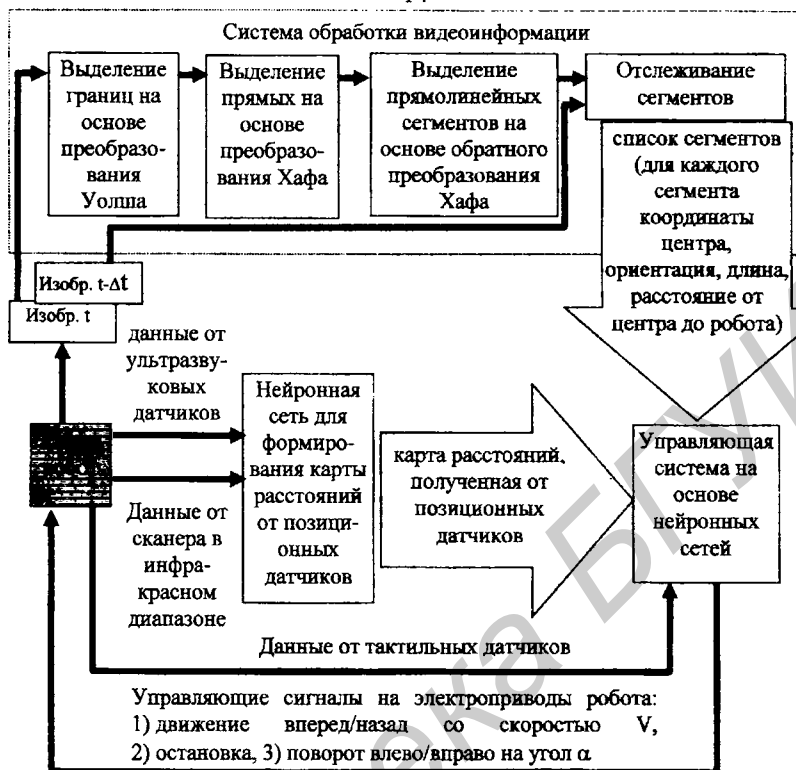 Система обработки видеоинформации
Выделение
границ на
основе
преобразо-
вания
Уолша
Выделение
прямых на
основе
преобразо-
вания Хафа
Выделение
прямолинейных
сегментов на
основе обратного
преобразования
Хафа
Отслеживание
сегментов
список сегментов
(для каждого
сегмента
координаты
центра,
ориентация, длина,
расстояние от
центра до робота)
Изобр. t-Δt
Изобр. t
данные от
ультразву-
ковых
датчиков
Данные от
сканера в
инфра-
красном
диапазоне
Нейронная
сеть для
формиро-
вания карты
расстояний
от позици-
онных
датчиков
карта расстояний,
полученная от
позиционных
датчиков
Управляющая
система на
основе
нейронных
сетей
Данные от тактильных датчиков
Управляющие сигналы на электроприводы робота:
1) движение вперед/назад со скоростью V,
2) остановка, 3) поворот влево/вправо на угол α
ека БГУИ